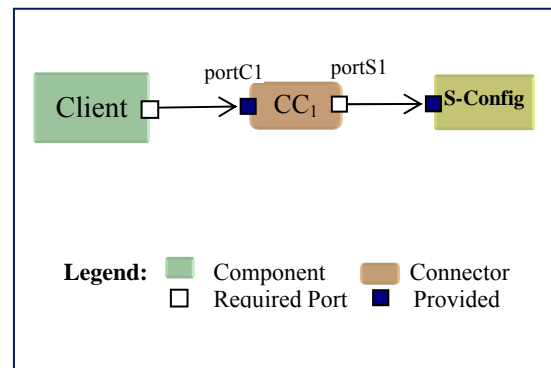 portC1 portS1
Client CC₁ S-Config
Legend: Component Connector
Required Port Provided